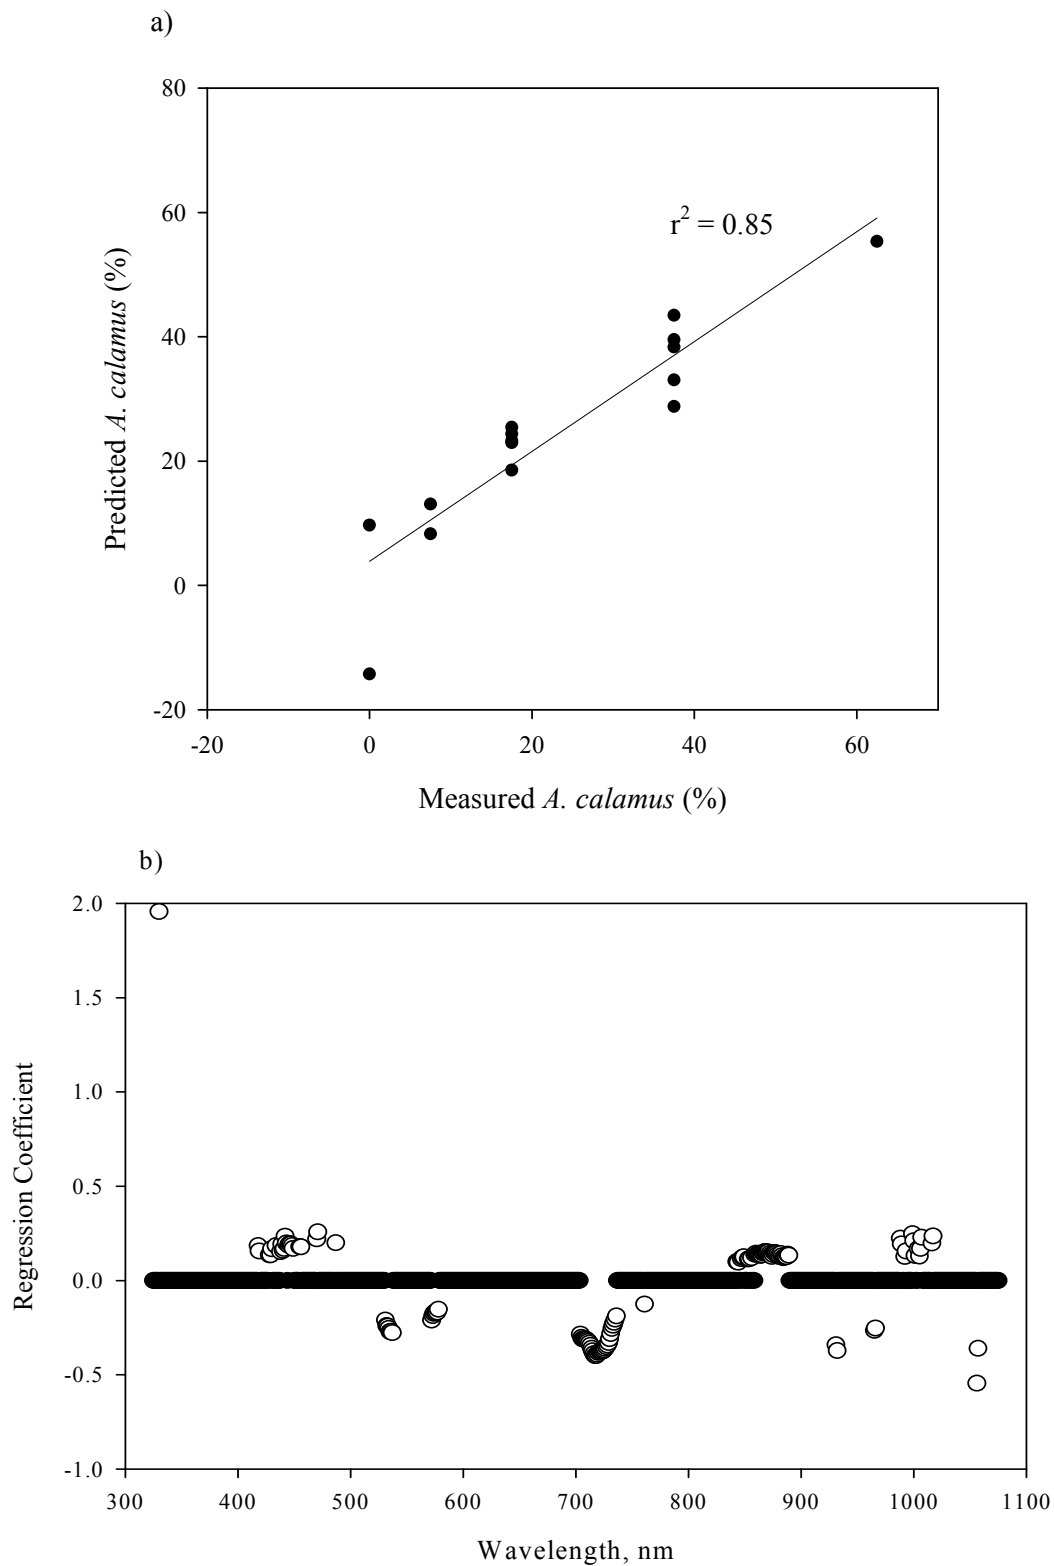 a)
80
60
40
20
0
-20
Predicted A. calamus (%)
r² = 0.85
-20 0 20 40 60
Measured A. calamus (%)
b)
2.0
1.5
1.0
0.5
0.0
-0.5
-1.0
Regression Coefficient
300 400 500 600 700 800 900 1000 1100
Wavelength, nm